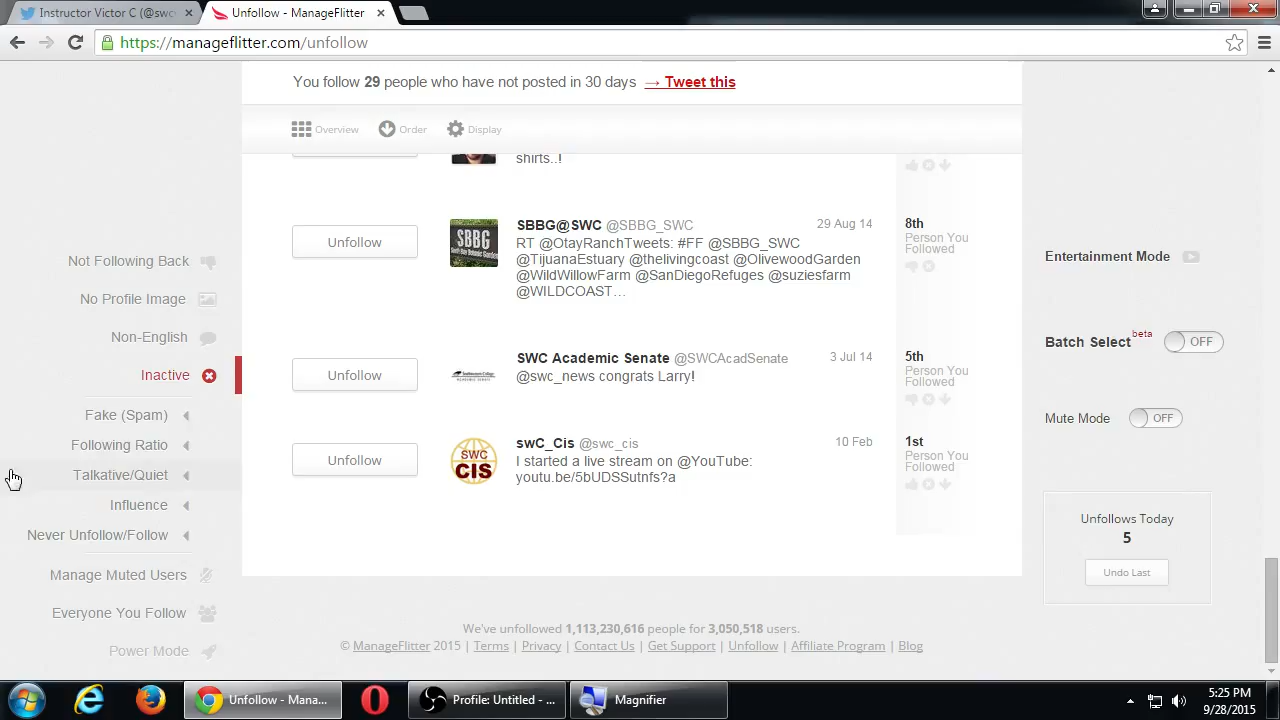 Instructor Victor C (@swc
Unfollow - ManageFlitter
https://manageflitter.com/unfollow
You follow 29 people who have not posted in 30 days → Tweet this
Overview
Order
Display
shirts..!
Unfollow
SBBG
SBBG@SWC @SBBG_SWC
29 Aug 14
RT @OtayRanchTweets: #FF @SBBG_SWC
@TijuanaEstuary @thelivingcoast @OlivewoodGarden
@WildWillowFarm @SanDiegoRefuges @suziesfarm
@WILDCOAST…
8th
Person You
Followed
Unfollow
SWC Academic Senate @SWCAcadSenate
3 Jul 14
@swc_news congrats Larry!
5th
Person You
Followed
Unfollow
SWC
CIS
swC_Cis @swc_cis
10 Feb
I started a live stream on @YouTube:
youtu.be/5bUDSSutnfs?a
1st
Person You
Followed
Not Following Back
No Profile Image
Non-English
Inactive
Fake (Spam)
Following Ratio
Talkative/Quiet
Influence
Never Unfollow/Follow
Manage Muted Users
Everyone You Follow
Power Mode
Entertainment Mode
Batch Select beta
OFF
Mute Mode
OFF
Unfollows Today
5
Undo Last
We've unfollowed 1,113,230,616 people for 3,050,518 users.
© ManageFlitter 2015 | Terms | Privacy | Contact Us | Get Support | Unfollow | Affiliate Program | Blog
Unfollow - Mana...
Profile: Untitled - ...
Magnifier
5:25 PM
9/28/2015